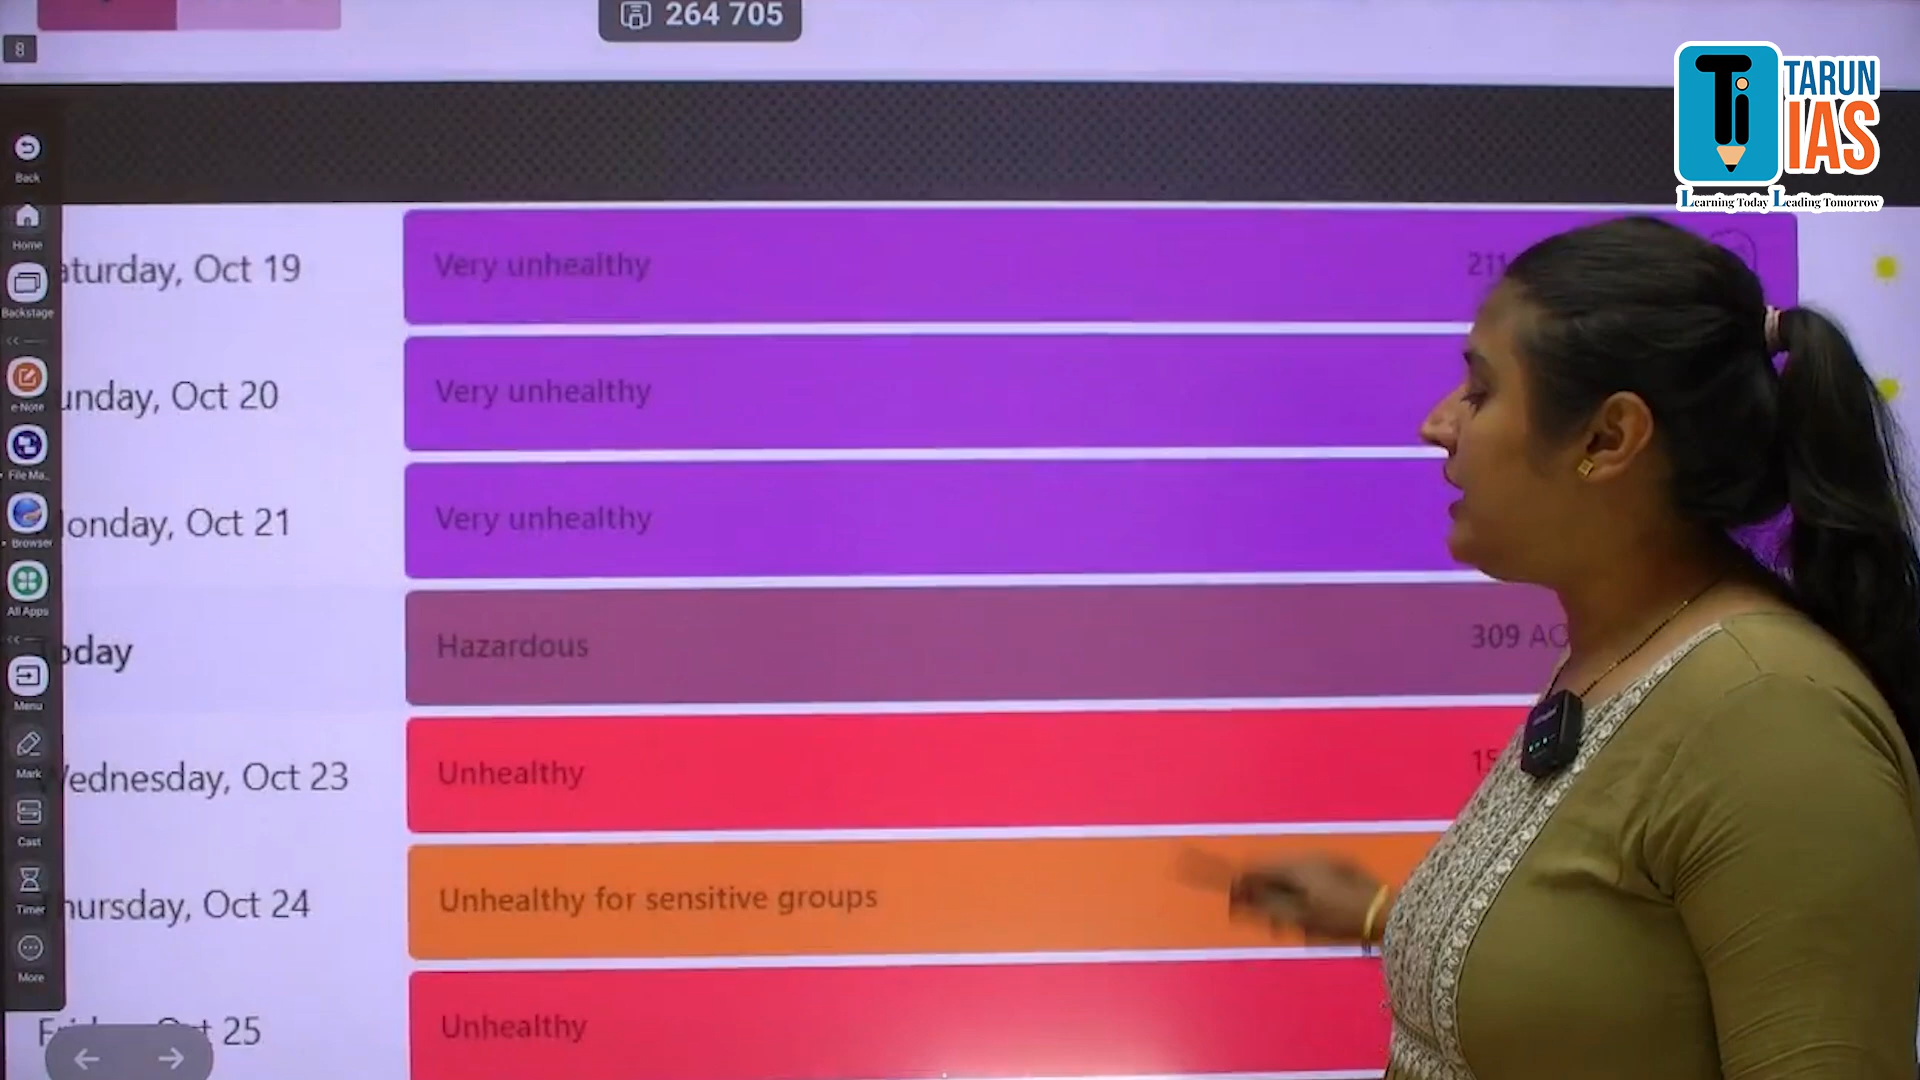 264 705
8
TARUN
IAS
Learning Today Leading Tomorrow
Back
Home
Backstage
e-Note
File Ma..
Browser
All Apps
Menu
Mark
Cast
Timer
More
aturday, Oct 19 Very unhealthy 211
unday, Oct 20 Very unhealthy
onday, Oct 21 Very unhealthy
oday Hazardous 309
Wednesday, Oct 23 Unhealthy 15
hursday, Oct 24 Unhealthy for sensitive groups
25 Unhealthy